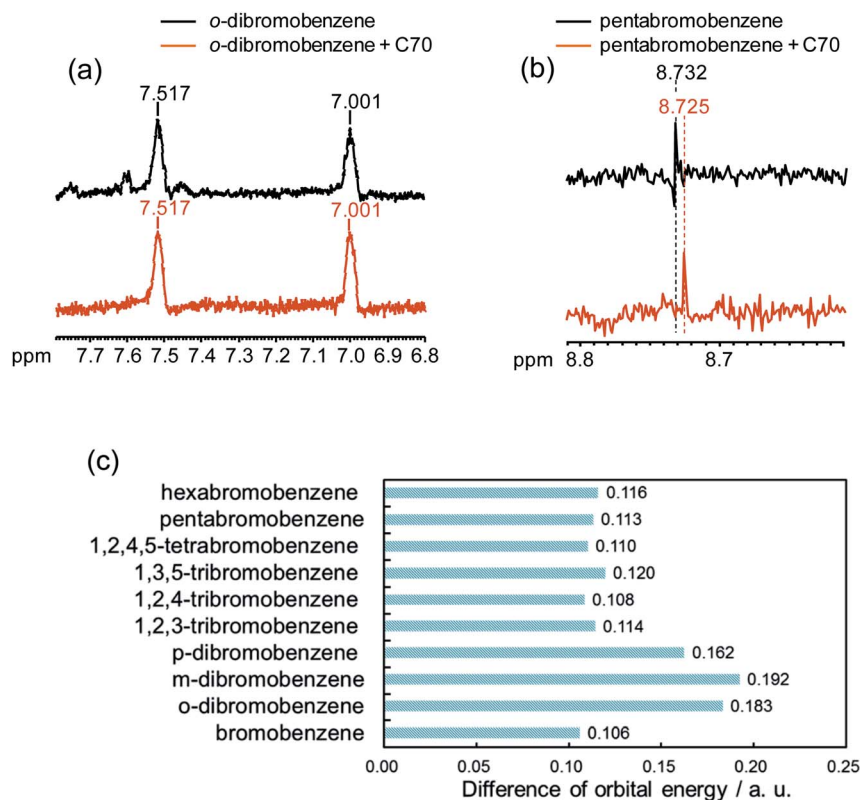 o-dibromobenzene
o-dibromobenzene + C70
(a)
7.517
7.001
7.517
7.001
ppm 7.7 7.6 7.5 7.4 7.3 7.2 7.1 7.0 6.9 6.8
pentabromobenzene
pentabromobenzene + C70
(b)
8.732
8.725
ppm 8.8 8.7
(c)
hexabromobenzene 0.116
pentabromobenzene 0.113
1,2,4,5-tetrabromobenzene 0.110
1,3,5-tribromobenzene 0.120
1,2,4-tribromobenzene 0.108
1,2,3-tribromobenzene 0.114
p-dibromobenzene 0.162
m-dibromobenzene 0.192
o-dibromobenzene 0.183
bromobenzene 0.106
0.00 0.05 0.10 0.15 0.20 0.25
Difference of orbital energy / a. u.